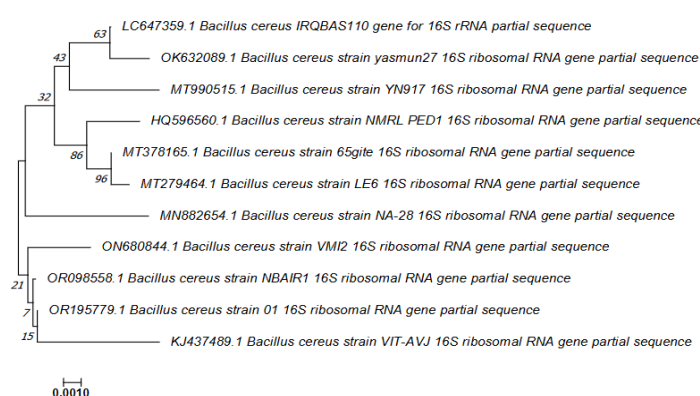 LC647359.1 Bacillus cereus IRQBAS110 gene for 16S rRNA partial sequence
63
OK632089.1 Bacillus cereus strain yasmun27 16S ribosomal RNA gene partial sequence
43
MT990515.1 Bacillus cereus strain YN917 16S ribosomal RNA gene partial sequence
32
HQ596560.1 Bacillus cereus strain NMRL PED1 16S ribosomal RNA gene partial sequence
86
MT378165.1 Bacillus cereus strain 65gite 16S ribosomal RNA gene partial sequence
96
MT279464.1 Bacillus cereus strain LE6 16S ribosomal RNA gene partial sequence
MN882654.1 Bacillus cereus strain NA-28 16S ribosomal RNA gene partial sequence
ON680844.1 Bacillus cereus strain VMI2 16S ribosomal RNA gene partial sequence
21
OR098558.1 Bacillus cereus strain NBAIR1 16S ribosomal RNA gene partial sequence
7
OR195779.1 Bacillus cereus strain 01 16S ribosomal RNA gene partial sequence
15
KJ437489.1 Bacillus cereus strain VIT-AVJ 16S ribosomal RNA gene partial sequence
0.0010